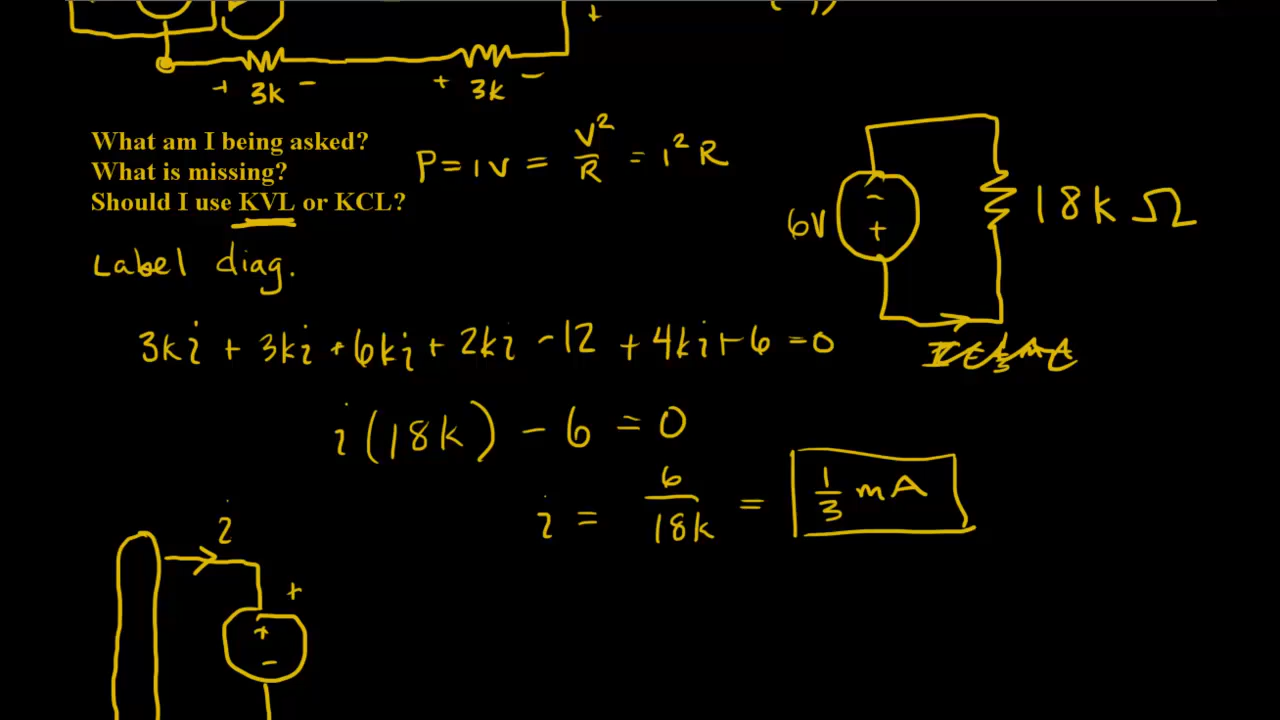 + 3k - + 3k - +
What am I being asked?
What is missing?
Should I use KVL or KCL?
P = IV = V²/R = I² R
6V - + 18k Ω
Label diag.
3ki + 3ki + 6ki + 2ki - 12 + 4ki + 6 = 0
i(18k) - 6 = 0
i = 6/18k = 1/3 mA
i
+
+
-